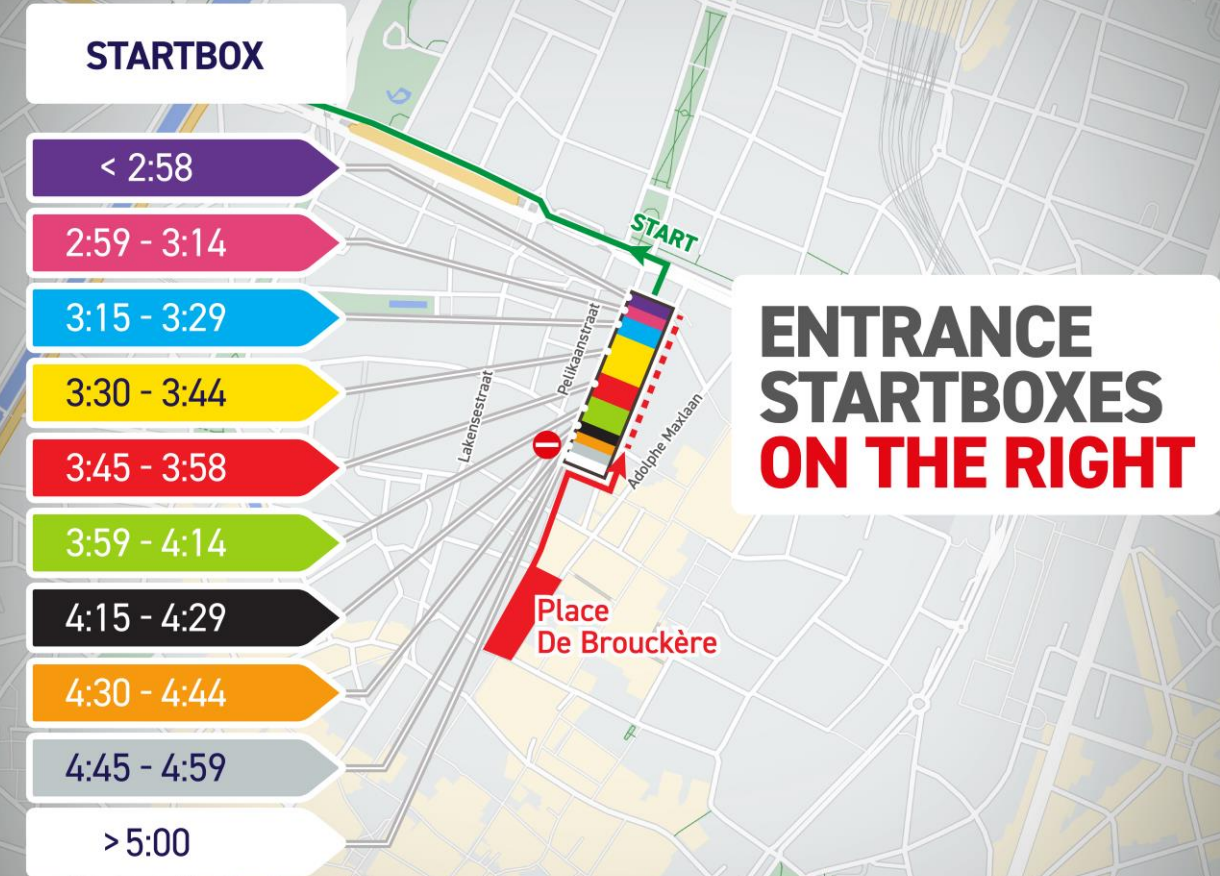 STARTBOX
< 2:58
2:59 - 3:14
3:15 - 3:29
3:30 - 3:44
3:45 - 3:58
3:59 - 4:14
4:15 - 4:29
4:30 - 4:44
4:45 - 4:59
> 5:00
START
Pelikaanstraat
Lakensestraat
Adolphe Maxlaan
Place
De Brouckère
ENTRANCE
STARTBOXES
ON THE RIGHT